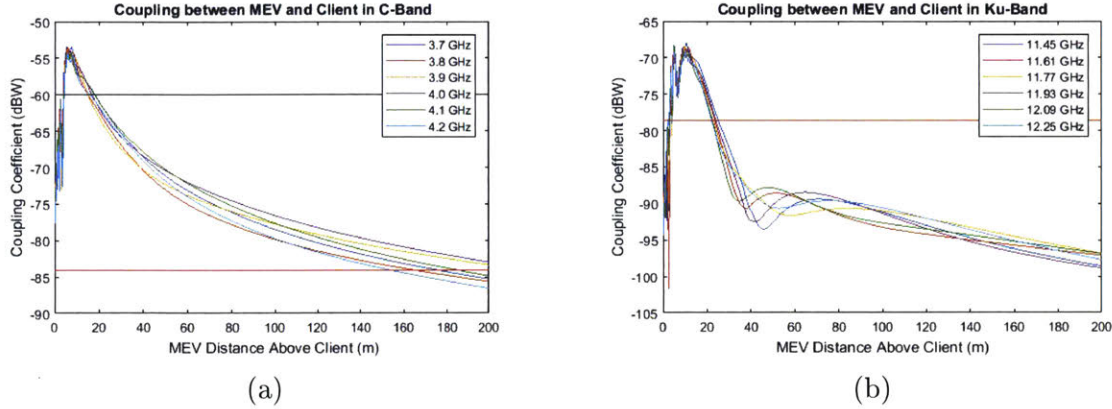 Coupling between MEV and Client in C-Band
Coupling Coefficient (dBW)
-50
-55
-60
-65
-70
-75
-80
-85
-90
3.7 GHz
3.8 GHz
3.9 GHz
4.0 GHz
4.1 GHz
4.2 GHz
0 20 40 60 80 100 120 140 160 180 200
MEV Distance Above Client (m)
(a)
Coupling between MEV and Client in Ku-Band
Coupling Coefficient (dBW)
-65
-70
-75
-80
-85
-90
-95
-100
-105
11.45 GHz
11.61 GHz
11.77 GHz
11.93 GHz
12.09 GHz
12.25 GHz
0 20 40 60 80 100 120 140 160 180 200
MEV Distance Above Client (m)
(b)